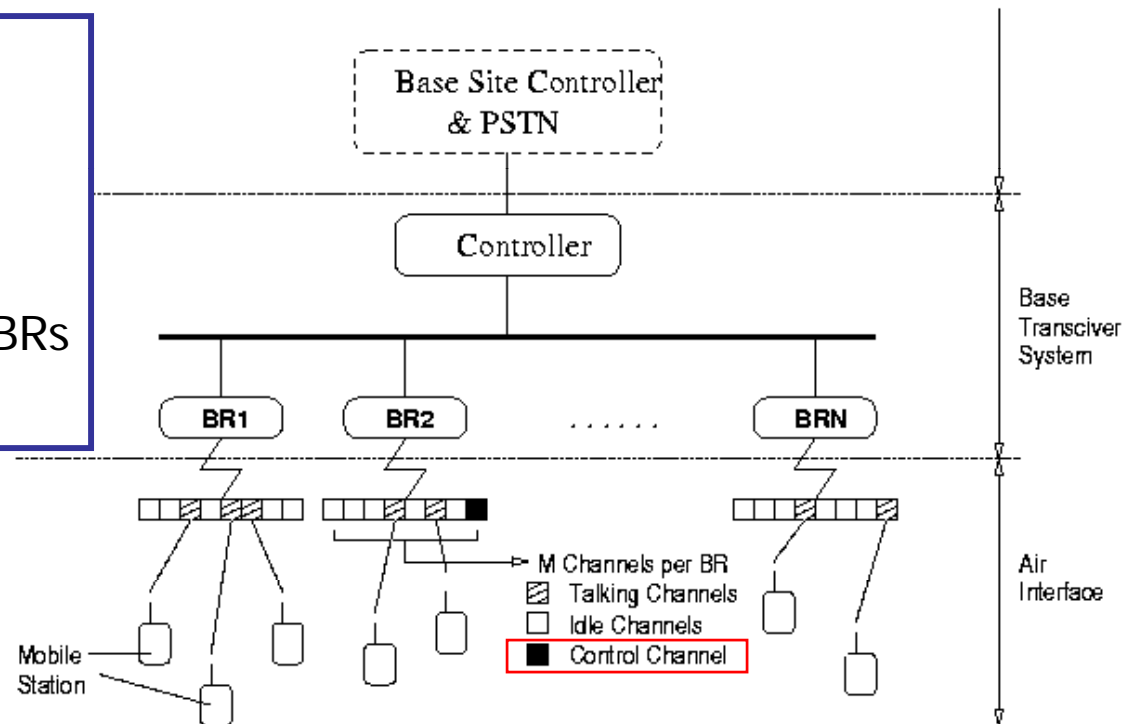 Base Site Controller
& PSTN
Controller
BRs
Base
Transciver
System
BR1
BR2
. . . . . .
BRN
M Channels per BR
Talking Channels
Idle Channels
Control Channel
Air
Interface
Mobile
Station